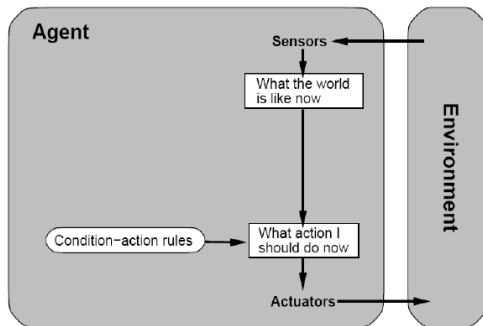 Agent
Sensors
What the world
is like now
Environment
Condition−action rules
What action I
should do now
Actuators